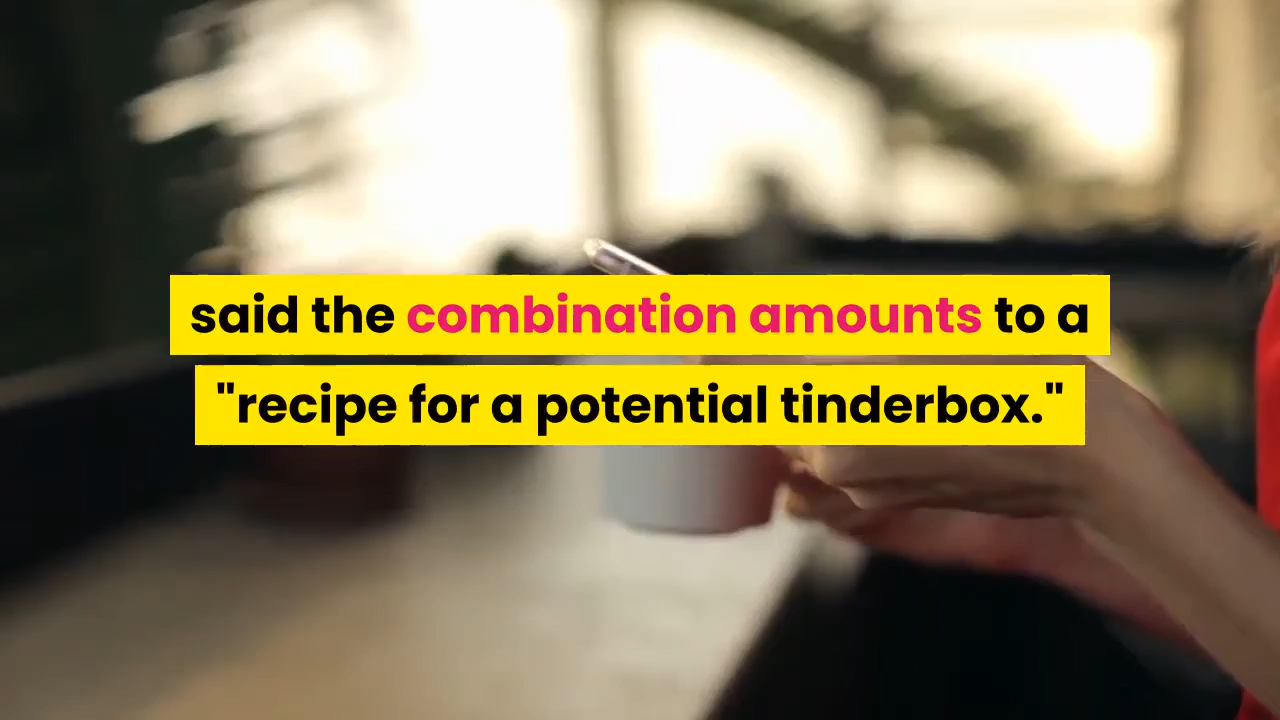 said the combination amounts to a
"recipe for a potential tinderbox."